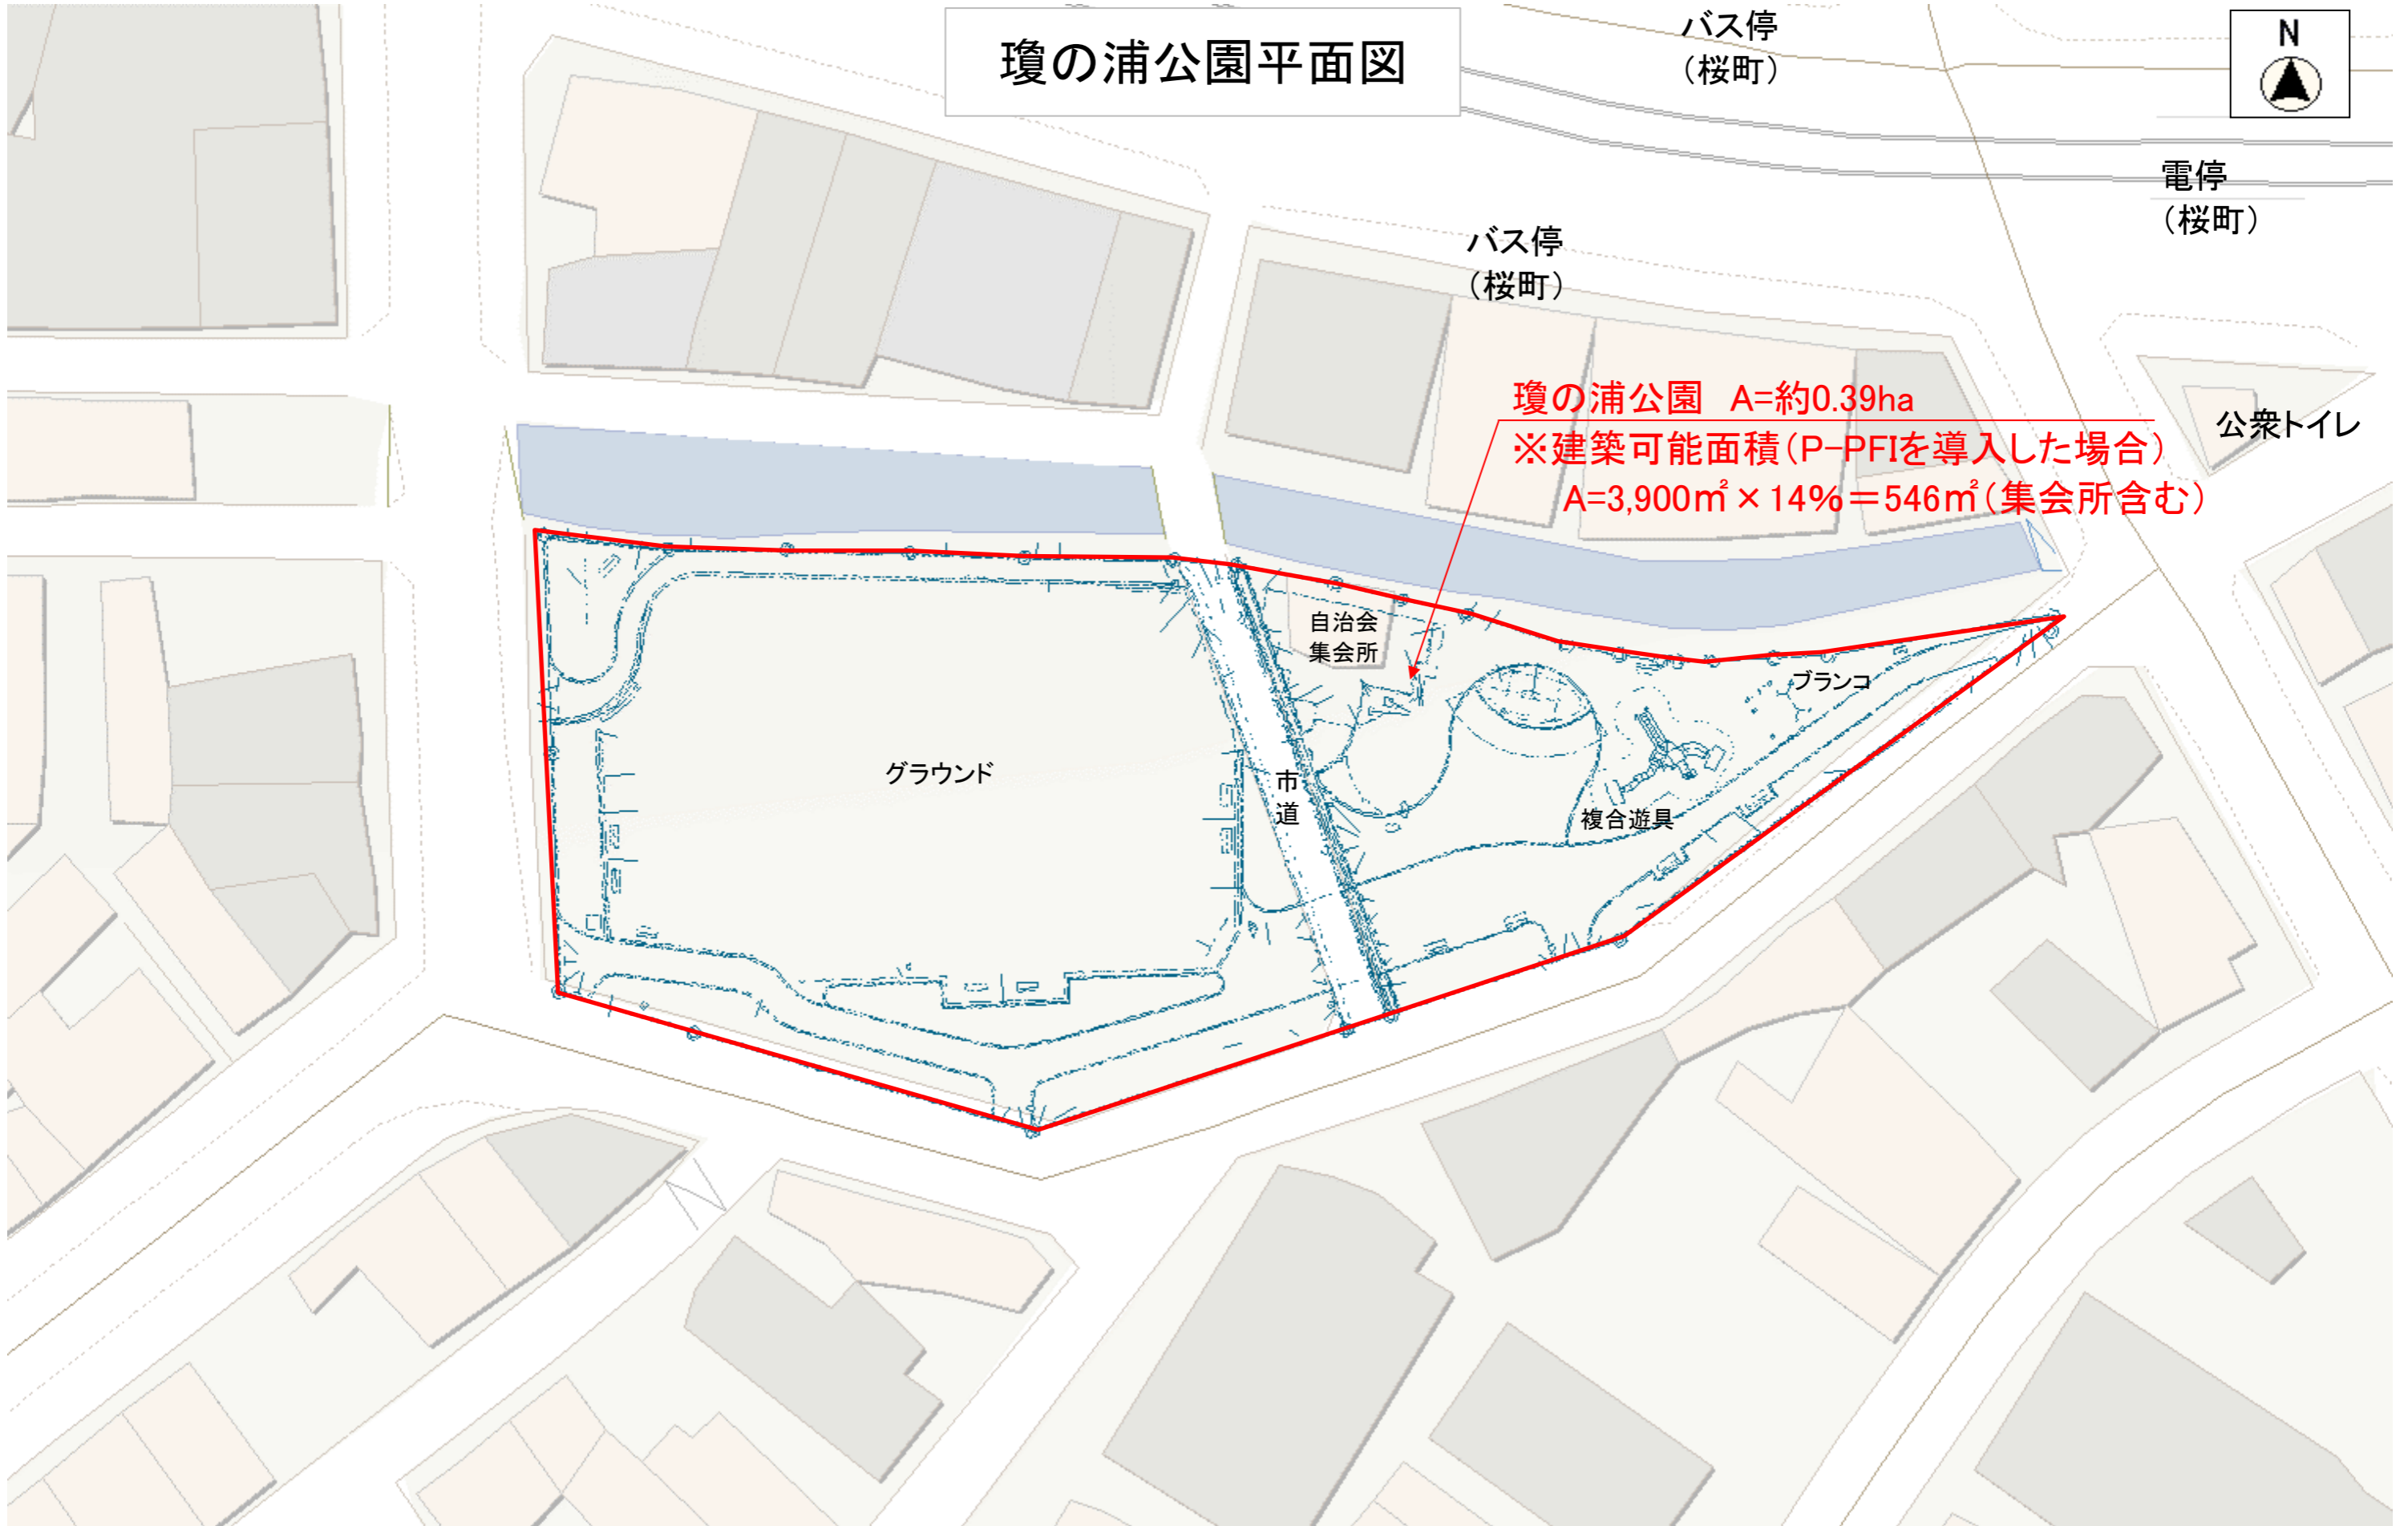 瓊の浦公園平面図
バス停
（桜町）
N
電停
（桜町）
バス停
（桜町）
瓊の浦公園　A=約0.39ha
※建築可能面積（P-PFIを導入した場合）
A=3,900㎡×14％＝546㎡（集会所含む）
公衆トイレ
自治会
集会所
ブランコ
グラウンド
市
道
複合遊具